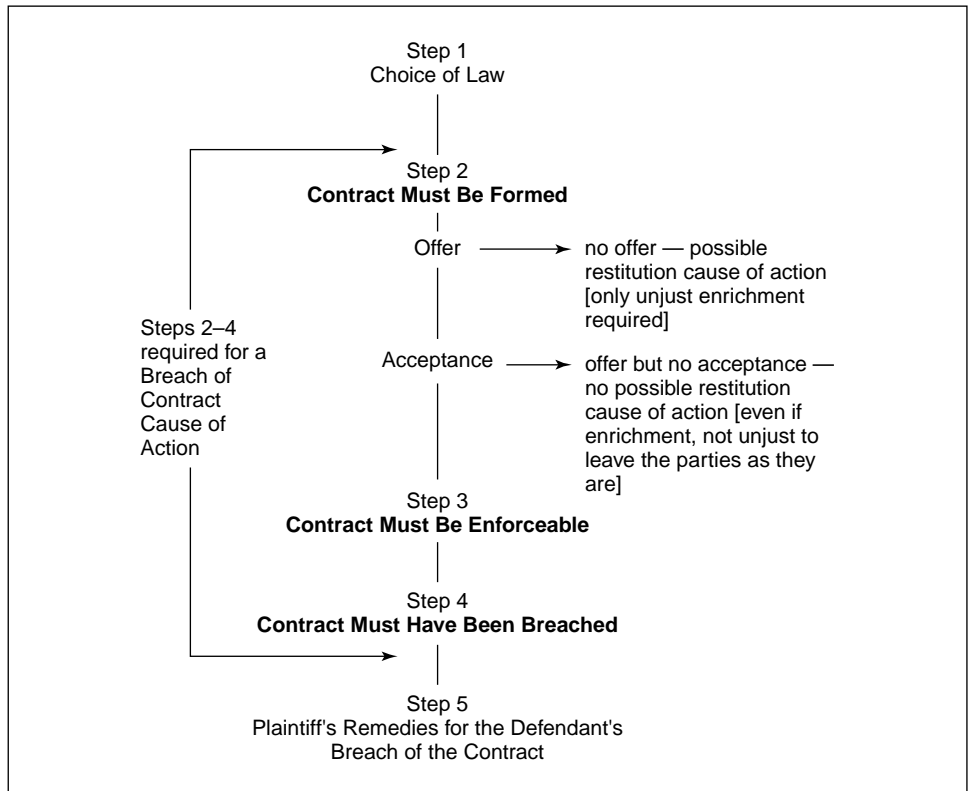 Step 1
Choice of Law
Step 2
Contract Must Be Formed
Offer
no offer — possible
restitution cause of action
[only unjust enrichment
required]
Steps 2–4
required for a
Breach of
Contract
Cause of
Action
Acceptance
offer but no acceptance —
no possible restitution
cause of action [even if
enrichment, not unjust to
leave the parties as they
are]
Step 3
Contract Must Be Enforceable
Step 4
Contract Must Have Been Breached
Step 5
Plaintiff's Remedies for the Defendant's
Breach of the Contract